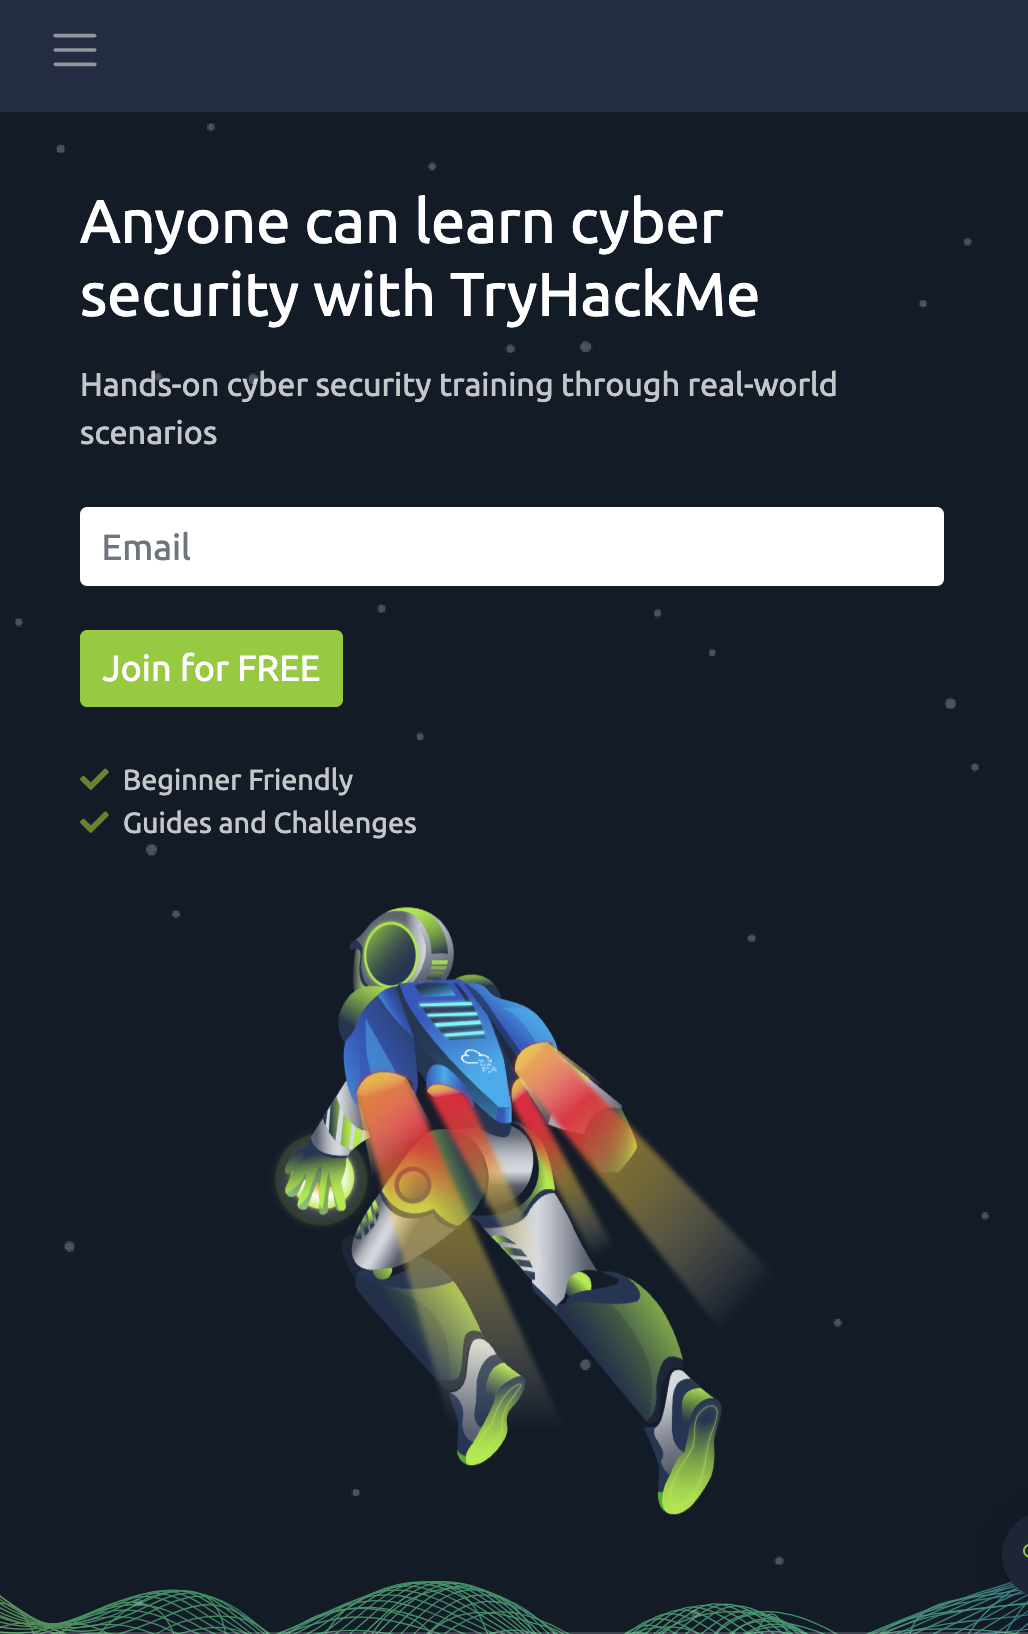 Anyone can learn cyber
security with TryHackMe
Hands-on cyber security training through real-world
scenarios
Email
Join for FREE
Beginner Friendly
Guides and Challenges